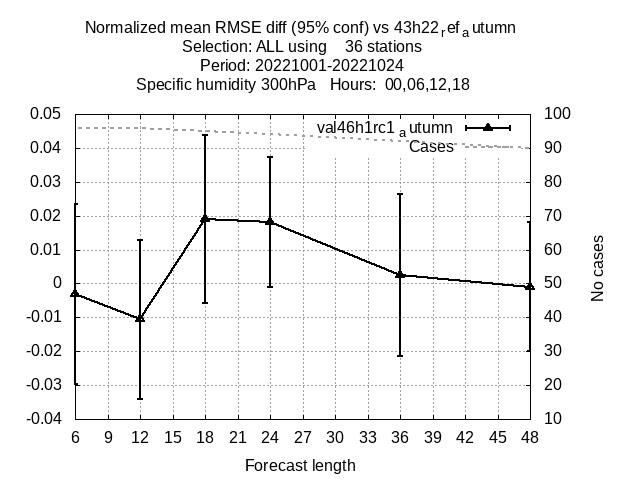 Normalized mean RMSE diff (95% conf) vs 43h22refautumn
Selection: ALL using 36 stations
Period: 20221001-20221024
Specific humidity 300hPa Hours: 00,06,12,18
0.05 100
val46h1rc1autumn
0.04 Cases 90
0.03 80
0.02 70
0.01 60
0 50
-0.01 40
-0.02 30
-0.03 20
-0.04 10
No cases
6 9 12 15 18 21 24 27 30 33 36 39 42 45 48
Forecast length